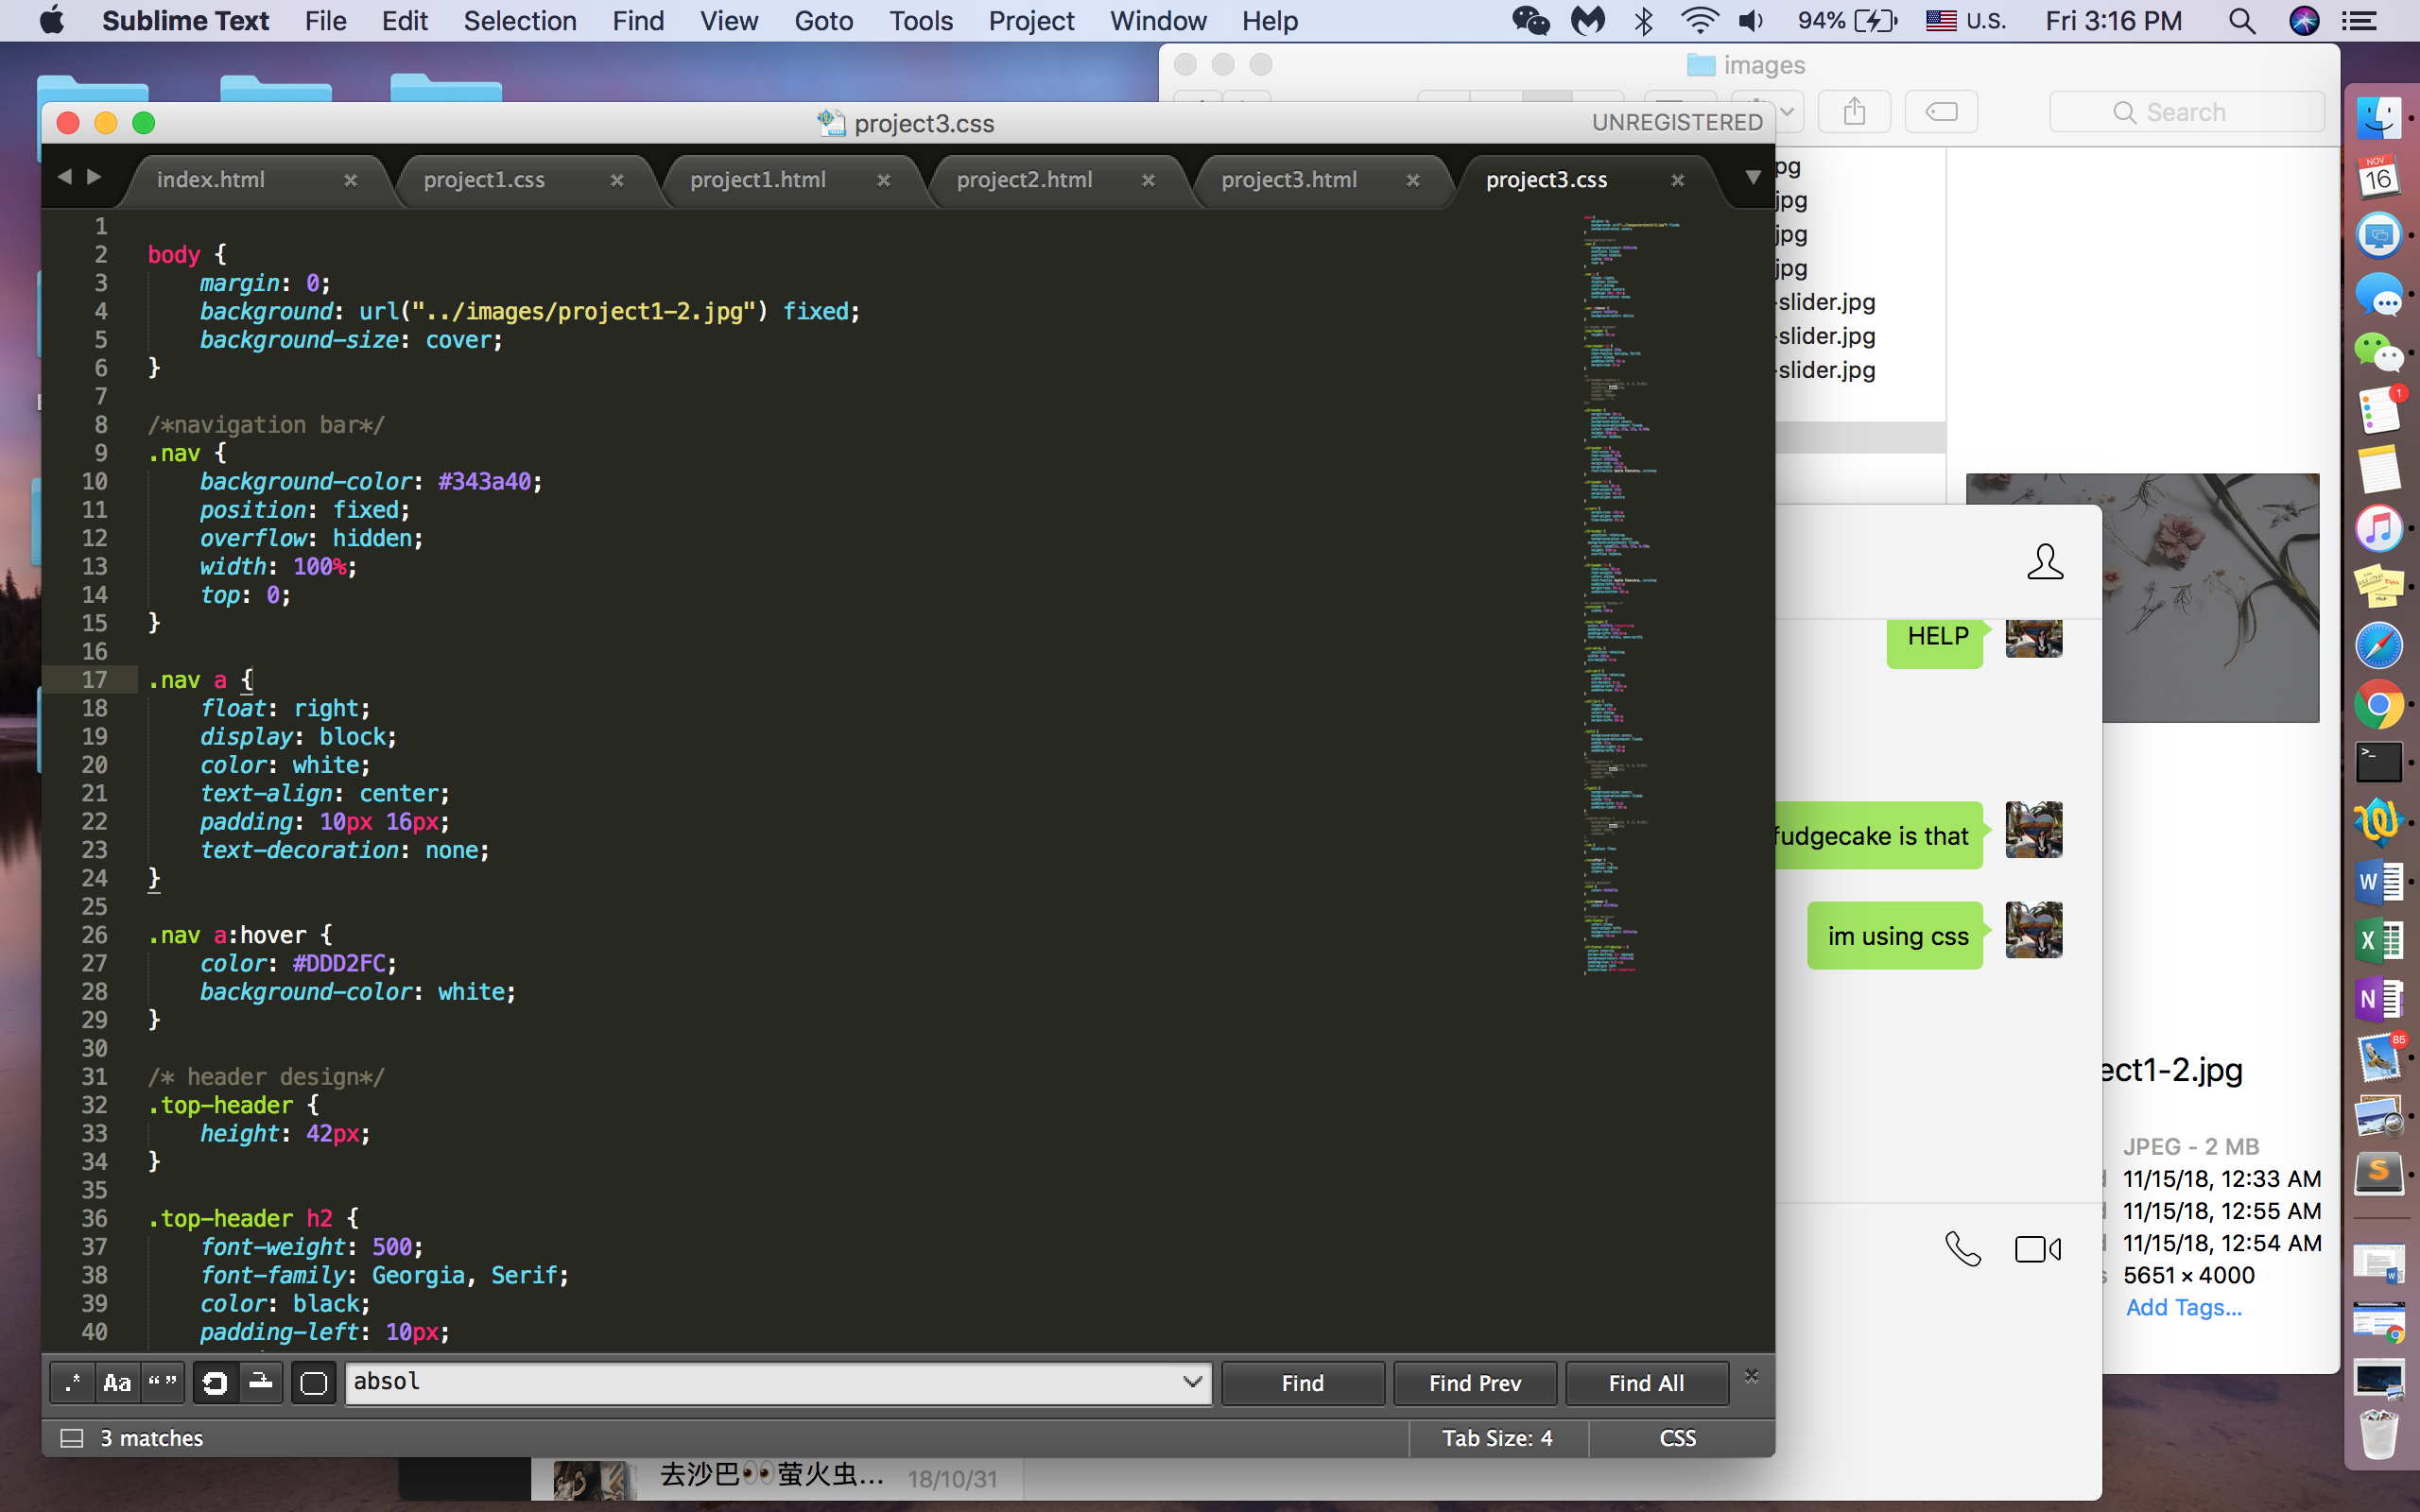 Sublime Text File Edit Selection Find View Goto Tools Project Window Help 94% U.S. Fri 3:16 PM
images
Search
project3.css UNREGISTERED
index.html project1.css project1.html project2.html project3.html project3.css
1
2 body {
3 margin: 0;
4 background: url("../images/project1-2.jpg") fixed;
5 background-size: cover;
6 }
7
8 /*navigation bar*/
9 .nav {
10 background-color: #343a40;
11 position: fixed;
12 overflow: hidden;
13 width: 100%;
14 top: 0;
15 }
16
17 .nav a {
18 float: right;
19 display: block;
20 color: white;
21 text-align: center;
22 padding: 10px 16px;
23 text-decoration: none;
24 }
25
26 .nav a:hover {
27 color: #DDD2FC;
28 background-color: white;
29 }
30
31 /* header design*/
32 .top-header {
33 height: 42px;
34 }
35
36 .top-header h2 {
37 font-weight: 500;
38 font-family: Georgia, Serif;
39 color: black;
40 padding-left: 10px;
.* Aa “” absol Find Find Prev Find All
3 matches Tab Size: 4 CSS
pg
jpg
jpg
jpg
-slider.jpg
-slider.jpg
-slider.jpg
HELP
fudgecake is that
im using css
ect1-2.jpg
JPEG - 2 MB
11/15/18, 12:33 AM
11/15/18, 12:55 AM
11/15/18, 12:54 AM
5651 × 4000
Add Tags...
去沙巴👀萤火虫... 18/10/31
NOV
16
1
85